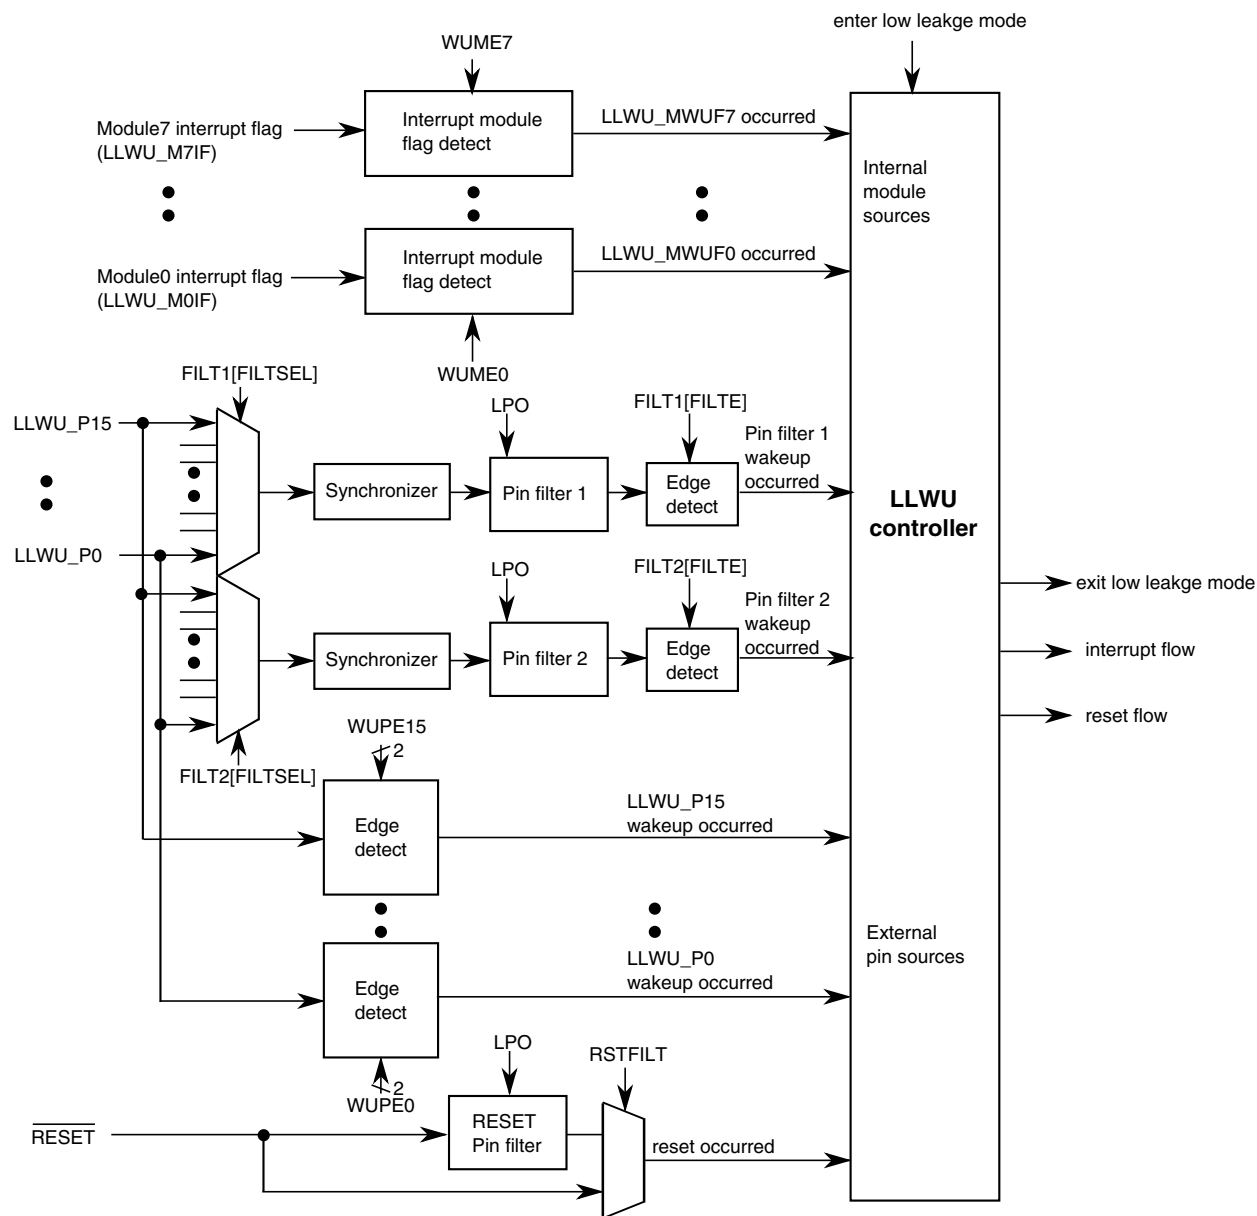 enter low leakge mode
WUME7
Module7 interrupt flag
(LLWU_M7IF)
Interrupt module
flag detect
LLWU_MWUF7 occurred
Internal
module
sources
Module0 interrupt flag
(LLWU_M0IF)
Interrupt module
flag detect
LLWU_MWUF0 occurred
WUME0
FILT1[FILTSEL]
LLWU_P15
LPO
FILT1[FILTE]
Synchronizer
Pin filter 1
Edge
detect
Pin filter 1
wakeup
occurred
LLWU
controller
LLWU_P0
LPO
FILT2[FILTE]
Synchronizer
Pin filter 2
Edge
detect
Pin filter 2
wakeup
occurred
exit low leakge mode
interrupt flow
reset flow
FILT2[FILTSEL]
WUPE15
2
Edge
detect
LLWU_P15
wakeup occurred
External
pin sources
Edge
detect
LLWU_P0
wakeup occurred
2
WUPE0
LPO
RSTFILT
RESET
RESET
Pin filter
reset occurred